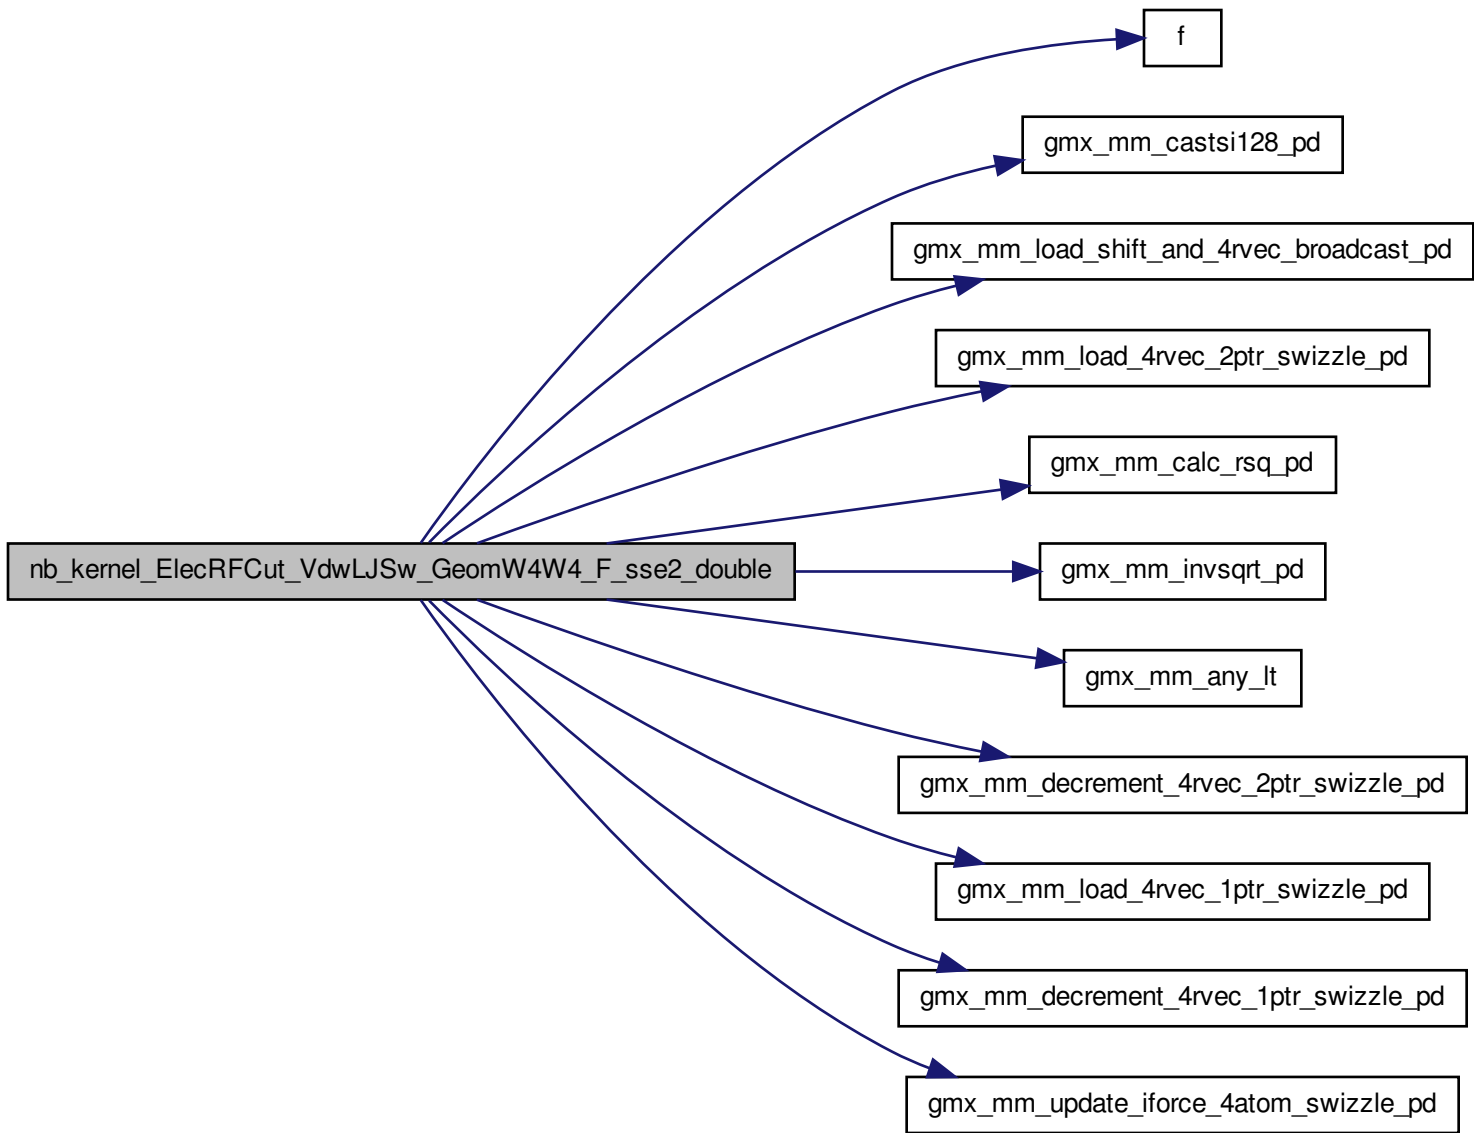 f
gmx_mm_castsi128_pd
gmx_mm_load_shift_and_4rvec_broadcast_pd
gmx_mm_load_4rvec_2ptr_swizzle_pd
gmx_mm_calc_rsq_pd
nb_kernel_ElecRFCut_VdwLJSw_GeomW4W4_F_sse2_double
gmx_mm_invsqrt_pd
gmx_mm_any_lt
gmx_mm_decrement_4rvec_2ptr_swizzle_pd
gmx_mm_load_4rvec_1ptr_swizzle_pd
gmx_mm_decrement_4rvec_1ptr_swizzle_pd
gmx_mm_update_iforce_4atom_swizzle_pd